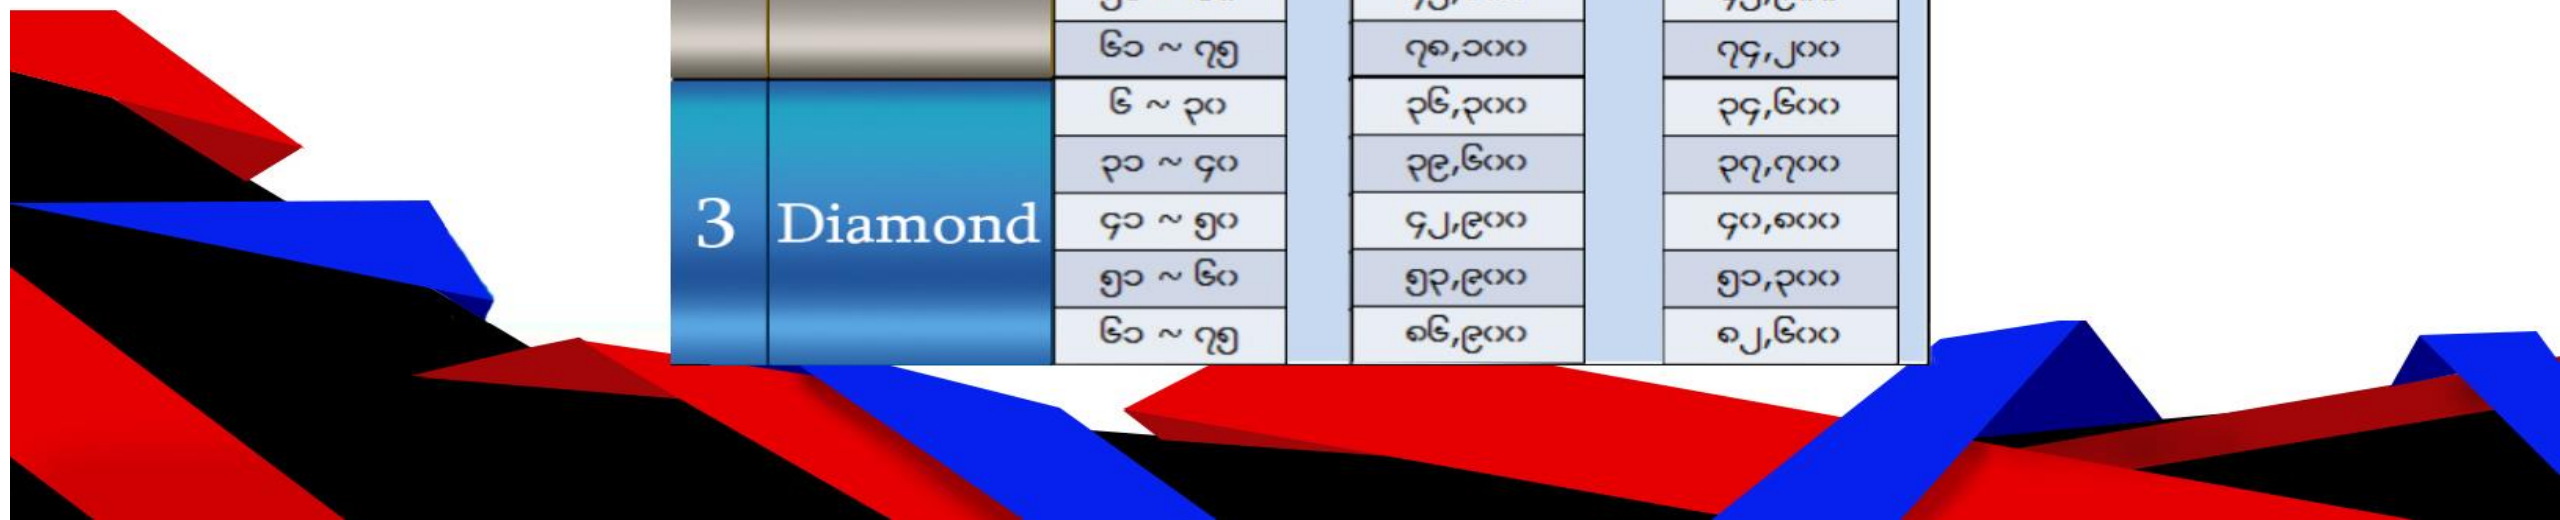 ၆၁ ~ ၇၅ ၇၈,၁၀၀ ၇၄,၂၀၀
၆ ~ ၃၀ ၃၆,၃၀၀ ၃၄,၆၀၀
၃၁ ~ ၄၀ ၃၉,၆၀၀ ၃၇,၇၀၀
3 Diamond ၄၁ ~ ၅၀ ၄၂,၉၀၀ ၄၀,၈၀၀
၅၁ ~ ၆၀ ၅၃,၉၀၀ ၅၁,၃၀၀
၆၁ ~ ၇၅ ၈၆,၉၀၀ ၈၂,၆၀၀